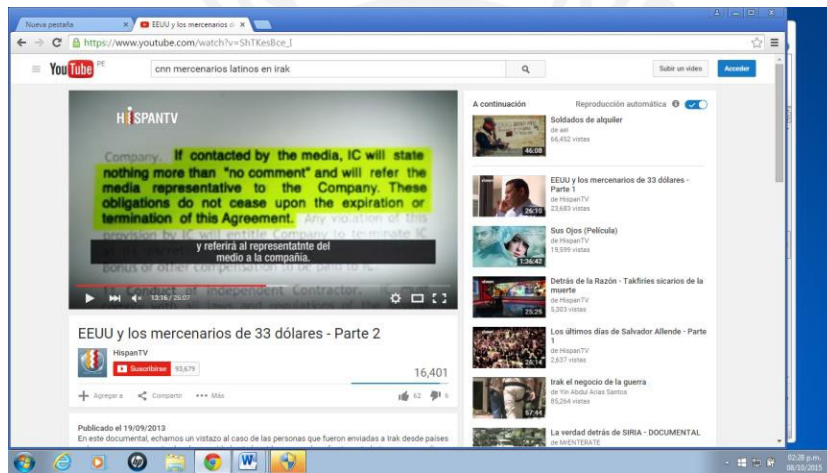 Nueva pestaña
EEUU y los mercenarios d
https://www.youtube.com/watch?v=ShTKesBce_I
YouTube PE
cnn mercenarios latinos en irak
Subir un video
Acceder
HISPANTV
Company. If contacted by the media, IC will state
nothing more than "no comment" and will refer the
media representative to the Company. These
obligations do not cease upon the expiration or
termination of this Agreement. Any violation of this
provision by IC will entitle Company to terminate IC
y referirá al representatnte del
medio a la compañía.
Bonus or other compensation to be paid to IC.
Conduct of Independent Contractor.
13:16 / 26:07
EEUU y los mercenarios de 33 dólares - Parte 2
HispanTV
Suscribirse 93,679
16,401
Agregar a Compartir Más
62 6
Publicado el 19/09/2013
En este documental, echamos un vistazo al caso de las personas que fueron enviadas a Irak desde países
A continuación
Reproducción automática
Soldados de alquiler
de aei
66,452 vistas
46:08
EEUU y los mercenarios de 33 dólares -
Parte 1
de HispanTV
23,683 vistas
26:10
Sus Ojos (Película)
de HispanTV
19,599 vistas
1:36:42
Detrás de la Razón - Takfiríes sicarios de la
muerte
de HispanTV
5,303 vistas
25:25
Los últimos días de Salvador Allende - Parte
1
de HispanTV
2,637 vistas
26:14
Irak el negocio de la guerra
de Yin Abdul Arias Santos
85,264 vistas
57:44
La verdad detrás de SIRIA - DOCUMENTAL
de MiENTERATE
02:28 p.m.
08/10/2015